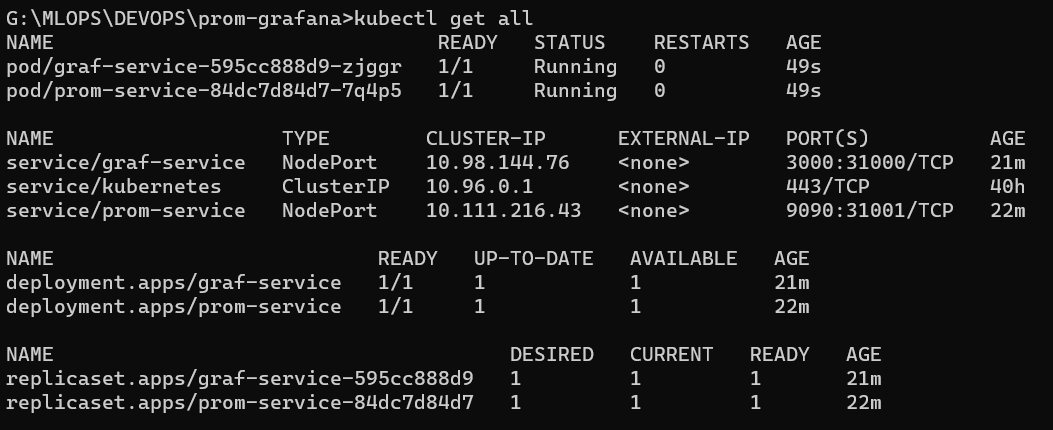 G:\MLOPS\DEVOPS\prom-grafana>kubectl get all
NAME READY STATUS RESTARTS AGE
pod/graf-service-595cc888d9-zjggr 1/1 Running 0 49s
pod/prom-service-84dc7d84d7-7q4p5 1/1 Running 0 49s
NAME TYPE CLUSTER-IP EXTERNAL-IP PORT(S) AGE
service/graf-service NodePort 10.98.144.76 <none> 3000:31000/TCP 21m
service/kubernetes ClusterIP 10.96.0.1 <none> 443/TCP 40h
service/prom-service NodePort 10.111.216.43 <none> 9090:31001/TCP 22m
NAME READY UP-TO-DATE AVAILABLE AGE
deployment.apps/graf-service 1/1 1 1 21m
deployment.apps/prom-service 1/1 1 1 22m
NAME DESIRED CURRENT READY AGE
replicaset.apps/graf-service-595cc888d9 1 1 1 21m
replicaset.apps/prom-service-84dc7d84d7 1 1 1 22m